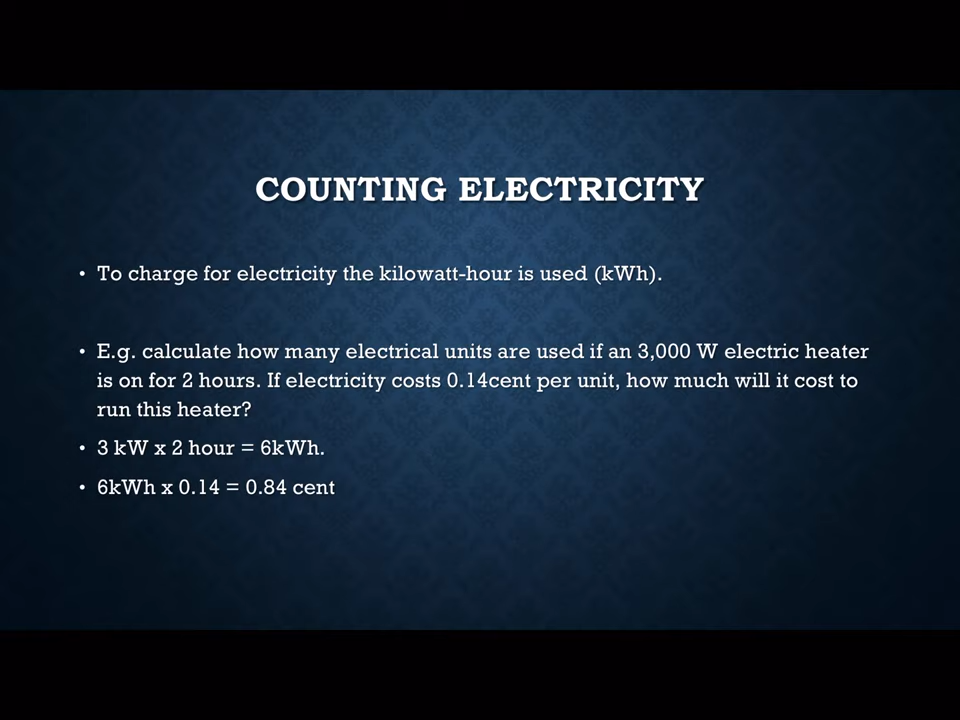 COUNTING ELECTRICITY
• To charge for electricity the kilowatt-hour is used (kWh).
• E.g. calculate how many electrical units are used if an 3,000 W electric heater
is on for 2 hours. If electricity costs 0.14cent per unit, how much will it cost to
run this heater?
• 3 kW x 2 hour = 6kWh.
• 6kWh x 0.14 = 0.84 cent